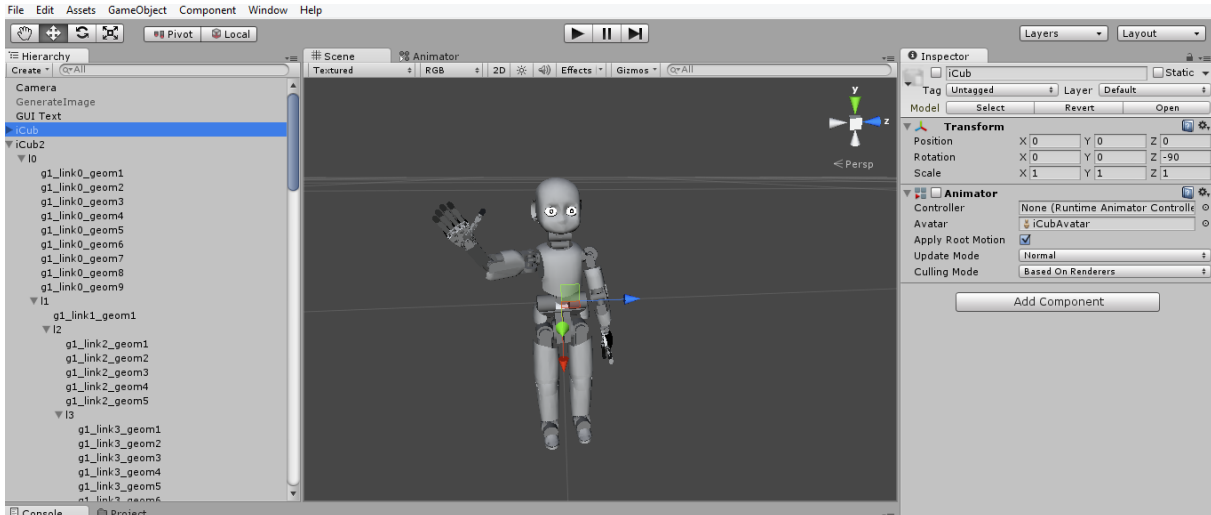 File Edit Assets GameObject Component Window Help
Pivot Local Layers Layout
Hierarchy
Create All
Camera
GenerateImage
GUI Text
iCub
iCub2
l0
g1_link0_geom1
g1_link0_geom2
g1_link0_geom3
g1_link0_geom4
g1_link0_geom5
g1_link0_geom6
g1_link0_geom7
g1_link0_geom8
g1_link0_geom9
l1
g1_link1_geom1
l2
g1_link2_geom1
g1_link2_geom2
g1_link2_geom3
g1_link2_geom4
g1_link2_geom5
l3
g1_link3_geom1
g1_link3_geom2
g1_link3_geom3
g1_link3_geom4
g1_link3_geom5
g1_link3_geom6
Scene Animator
Textured RGB 2D Effects Gizmos All
y
z
Persp
Inspector
iCub Static
Tag Untagged Layer Default
Model Select Revert Open
Transform
Position X 0 Y 0 Z 0
Rotation X 0 Y 0 Z -90
Scale X 1 Y 1 Z 1
Animator
Controller None (Runtime Animator Controlle
Avatar iCubAvatar
Apply Root Motion
Update Mode Normal
Culling Mode Based On Renderers
Add Component
Console Project